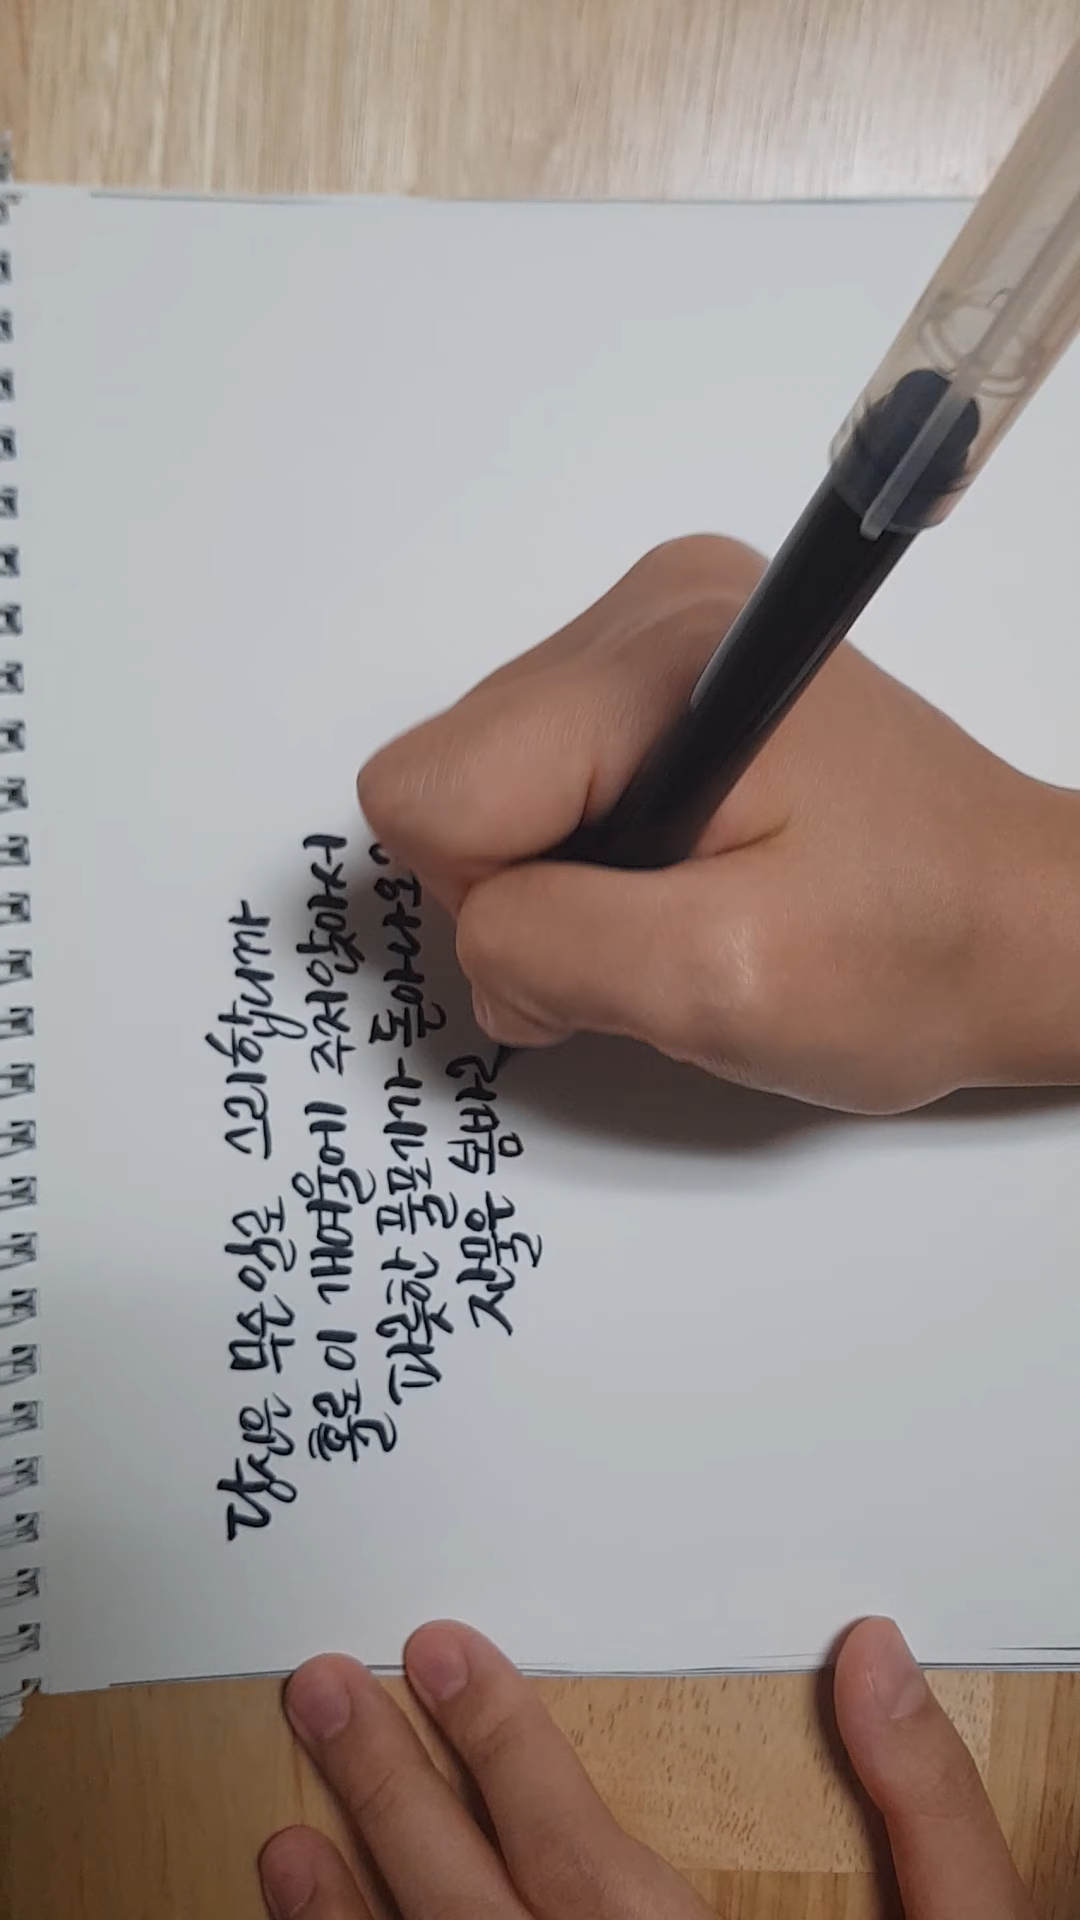 당신은 무슨 일로 그리합니까
홀로이 개여울에 주저앉아서
파릇한 풀포기가 돋아나오
잔물은 봄바